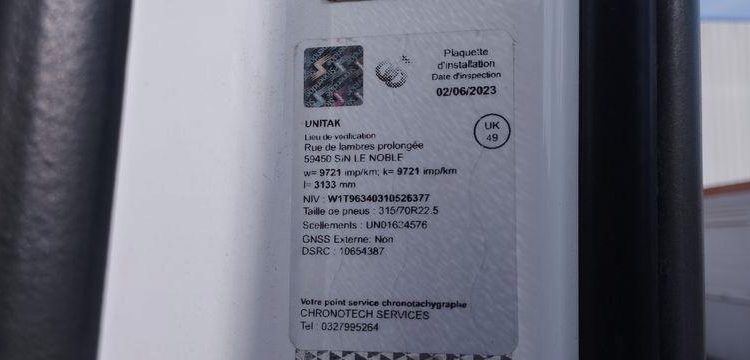 Plaquette
d'installation
Date d'inspection
02/06/2023
UNITAK
Lieu de vérification
Rue de lambres prolongée
59450 SIN LE NOBLE
UK
49
w= 9721 imp/km; k= 9721 imp/km
l= 3133 mm
NIV : W1T96340310526377
Taille de pneus : 315/70R22.5
Scellements : UN01634576
GNSS Externe: Non
DSRC : 10654387
Votre point service chronotachygraphe
CHRONOTECH SERVICES
Tel : 0327995264